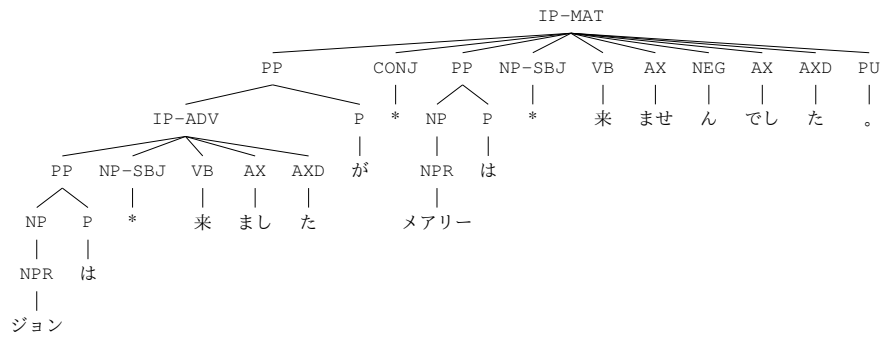 IP-MAT
PP CONJ PP NP-SBJ VB AX NEG AX AXD PU
IP-ADV P * NP P * 来 ませ ん でし た 。
PP NP-SBJ VB AX AXD が NPR は
NP P * 来 まし た メアリー
NPR は
ジョン